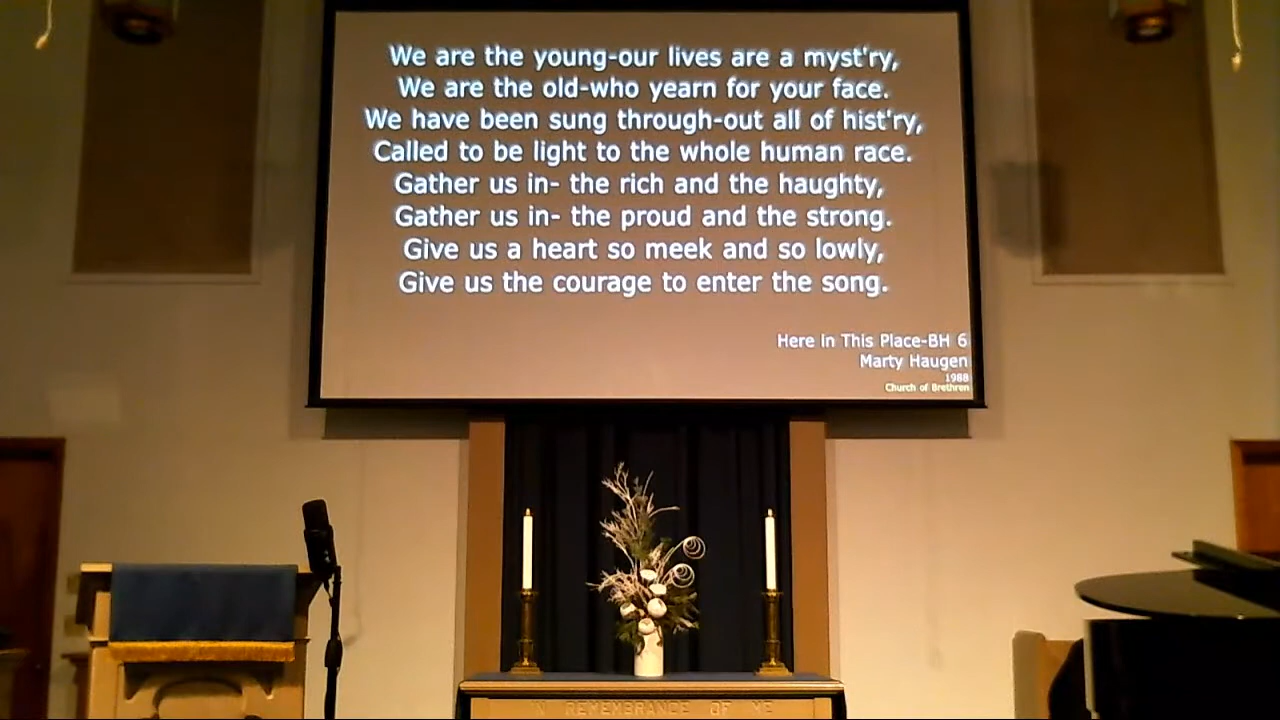 We are the young-our lives are a myst'ry,
We are the old-who yearn for your face.
We have been sung through-out all of hist'ry,
Called to be light to the whole human race.
Gather us in- the rich and the haughty,
Gather us in- the proud and the strong.
Give us a heart so meek and so lowly,
Give us the courage to enter the song.
Here In This Place-BH 6
Marty Haugen
1988
Church of Brethren
IN REMEMBRANCE OF ME